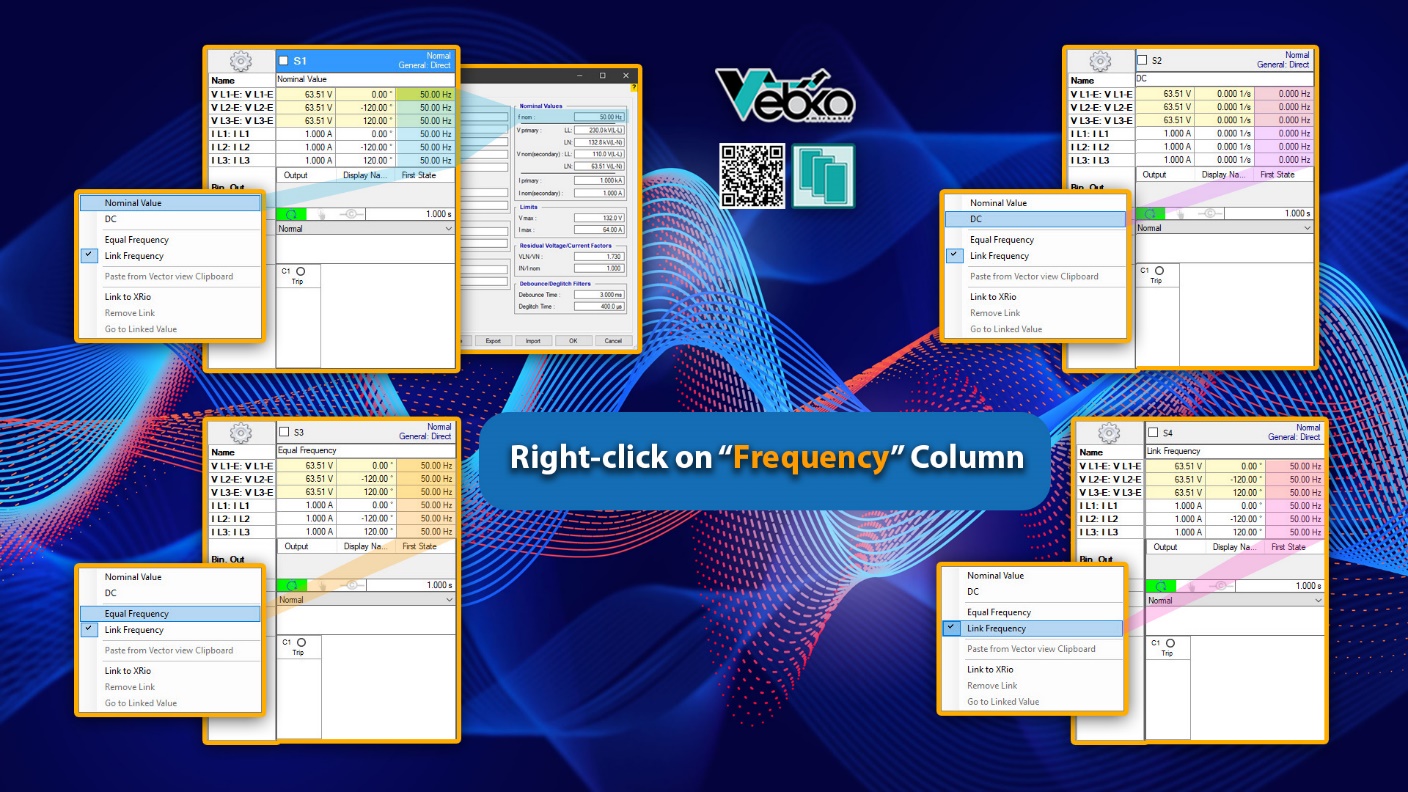 S1
Normal
General: Direct
Name
Nominal Value
V L1-E: V L1-E 63.51 V 0.00 ° 50.00 Hz
V L2-E: V L2-E 63.51 V -120.00 ° 50.00 Hz
V L3-E: V L3-E 63.51 V 120.00 ° 50.00 Hz
I L1: I L1 1.000 A 0.00 ° 50.00 Hz
I L2: I L2 1.000 A -120.00 ° 50.00 Hz
I L3: I L3 1.000 A 120.00 ° 50.00 Hz
Output Display Na... First State
Bin. Out
1.000 s
Normal
C1
Trip
Nominal Value
DC
Equal Frequency
Link Frequency
Paste from Vector view Clipboard
Link to XRio
Remove Link
Go to Linked Value
Nominal Values
f nom : 50.00 Hz
V primary : LL: 230.0 kV(L-L)
LN: 132.8 kV(L-N)
V nom(secondary) : LL: 110.0 V(L-L)
LN: 63.51 V(L-N)
I primary : 1.000 kA
I nom(secondary) : 1.000 A
Limits
V max : 132.0 V
I max : 64.00 A
Residual Voltage/Current Factors
VLN/VN : 1.730
IN/I nom : 1.000
Debounce/Deglitch Filters
Debounce Time : 3.000 ms
Deglitch Time : 400.0 µs
Export Import OK Cancel
Vebko
amirkabir
S2
Normal
General: Direct
Name
DC
V L1-E: V L1-E 63.51 V 0.000 1/s 0.000 Hz
V L2-E: V L2-E 63.51 V 0.000 1/s 0.000 Hz
V L3-E: V L3-E 63.51 V 0.000 1/s 0.000 Hz
I L1: I L1 1.000 A 0.000 1/s 0.000 Hz
I L2: I L2 1.000 A 0.000 1/s 0.000 Hz
I L3: I L3 1.000 A 0.000 1/s 0.000 Hz
Output Display Na... First State
Bin. Out
1.000 s
Normal
C1
Trip
Nominal Value
DC
Equal Frequency
Link Frequency
Paste from Vector view Clipboard
Link to XRio
Remove Link
Go to Linked Value
Right-click on “Frequency” Column
S3
Normal
General: Direct
Name
Equal Frequency
V L1-E: V L1-E 63.51 V 0.00 ° 50.00 Hz
V L2-E: V L2-E 63.51 V -120.00 ° 50.00 Hz
V L3-E: V L3-E 63.51 V 120.00 ° 50.00 Hz
I L1: I L1 1.000 A 0.00 ° 50.00 Hz
I L2: I L2 1.000 A -120.00 ° 50.00 Hz
I L3: I L3 1.000 A 120.00 ° 50.00 Hz
Output Display Na... First State
Bin. Out
1.000 s
Normal
C1
Trip
Nominal Value
DC
Equal Frequency
Link Frequency
Paste from Vector view Clipboard
Link to XRio
Remove Link
Go to Linked Value
S4
Normal
General: Direct
Name
Link Frequency
V L1-E: V L1-E 63.51 V 0.00 ° 50.00 Hz
V L2-E: V L2-E 63.51 V -120.00 ° 50.00 Hz
V L3-E: V L3-E 63.51 V 120.00 ° 50.00 Hz
I L1: I L1 1.000 A 0.00 ° 50.00 Hz
I L2: I L2 1.000 A -120.00 ° 50.00 Hz
I L3: I L3 1.000 A 120.00 ° 50.00 Hz
Output Display Na... First State
Bin. Out
1.000 s
Normal
C1
Trip
Nominal Value
DC
Equal Frequency
Link Frequency
Paste from Vector view Clipboard
Link to XRio
Remove Link
Go to Linked Value